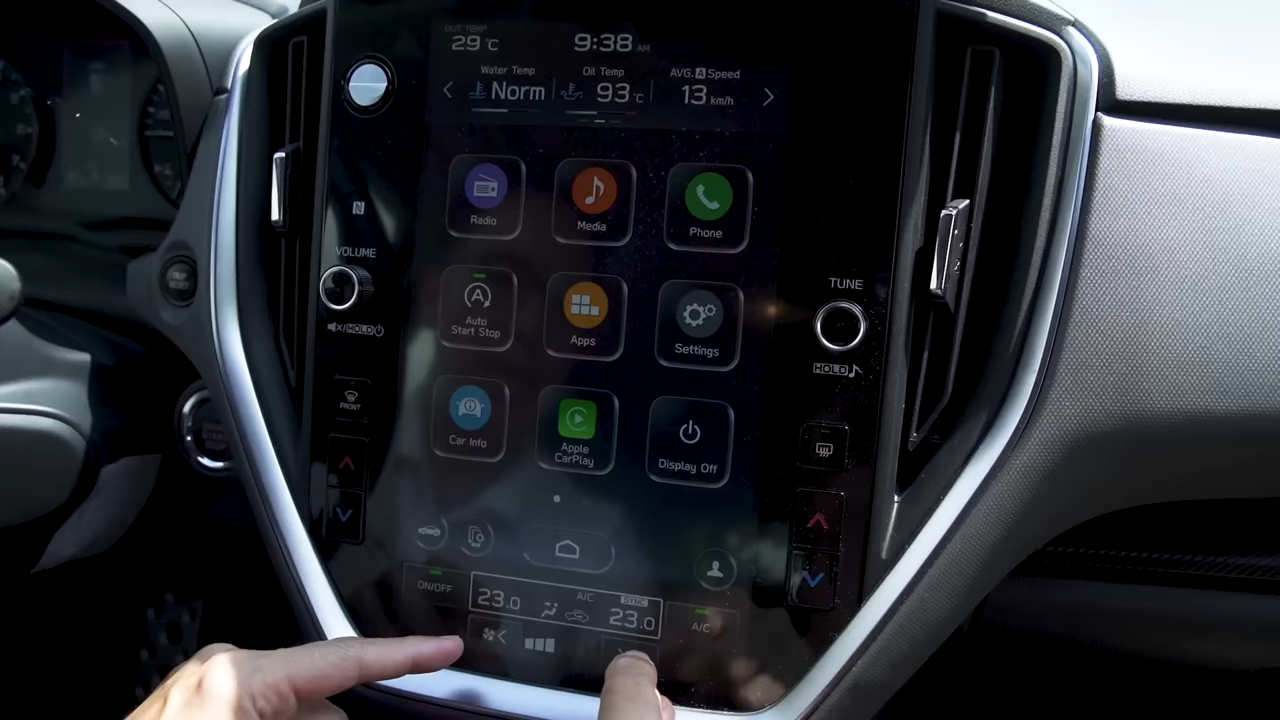 OUT TEMP
29°C
9:38 AM
Water Temp
Norm
Oil Temp
93°C
AVG. A Speed
13 km/h
Radio
Media
Phone
VOLUME
HOLD
TUNE
HOLD
A
Auto
Start Stop
Apps
Settings
FRONT
Car Info
Apple
CarPlay
Display Off
ON/OFF
23.0
A/C
SYNC
23.0
A/C